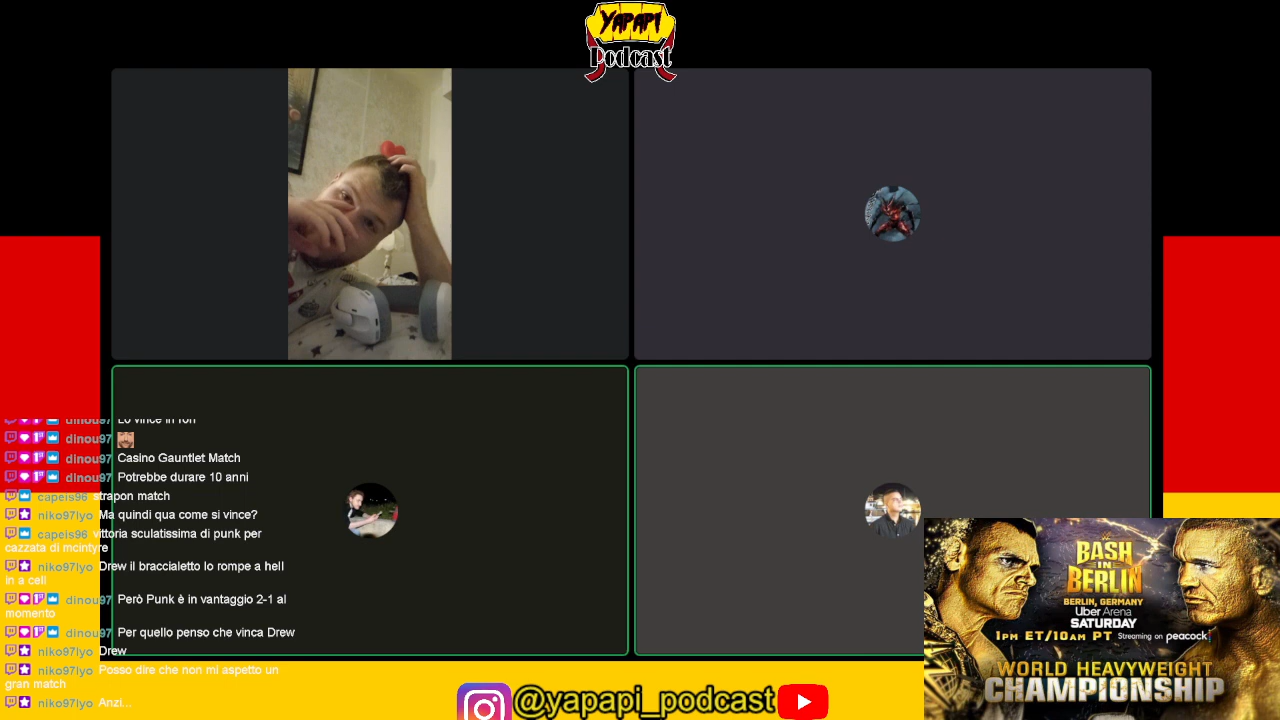 YAPAPI
Podcast
dinou97 Lo vince in fori
dinou97
dinou97 Casino Gauntlet Match
dinou97 Potrebbe durare 10 anni
capeis96 strapon match
niko97lyo Ma quindi qua come si vince?
capeis96 vittoria sculatissima di punk per
cazzata di mcintyre
niko97lyo Drew il braccialetto lo rompe a hell
in a cell
dinou97 Però Punk è in vantaggio 2-1 al
momento
dinou97 Per quello penso che vinca Drew
niko97lyo Drew
niko97lyo Posso dire che non mi aspetto un
gran match
niko97lyo Anzi...
@yapapi_podcast
BASH
IN
BERLIN
BERLIN, GERMANY
Uber Arena
SATURDAY
1PM ET/10AM PT Streaming on peacock
WORLD HEAVYWEIGHT
CHAMPIONSHIP